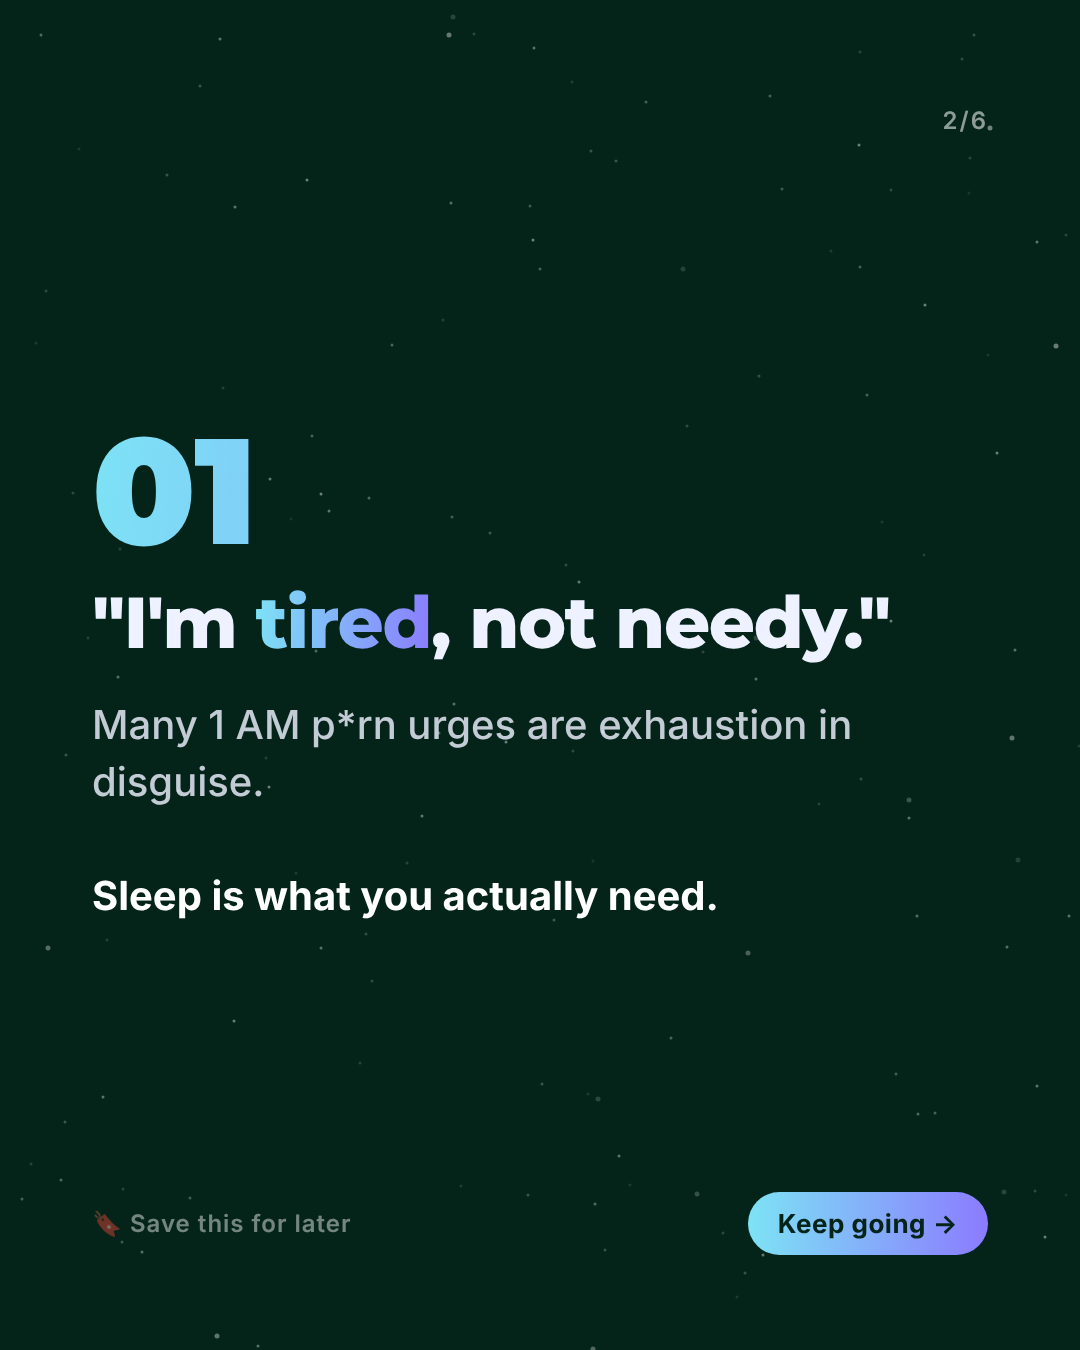 2/6
01
"I'm tired, not needy."
Many 1 AM p*rn urges are exhaustion in
disguise.
Sleep is what you actually need.
🔖 Save this for later
Keep going →